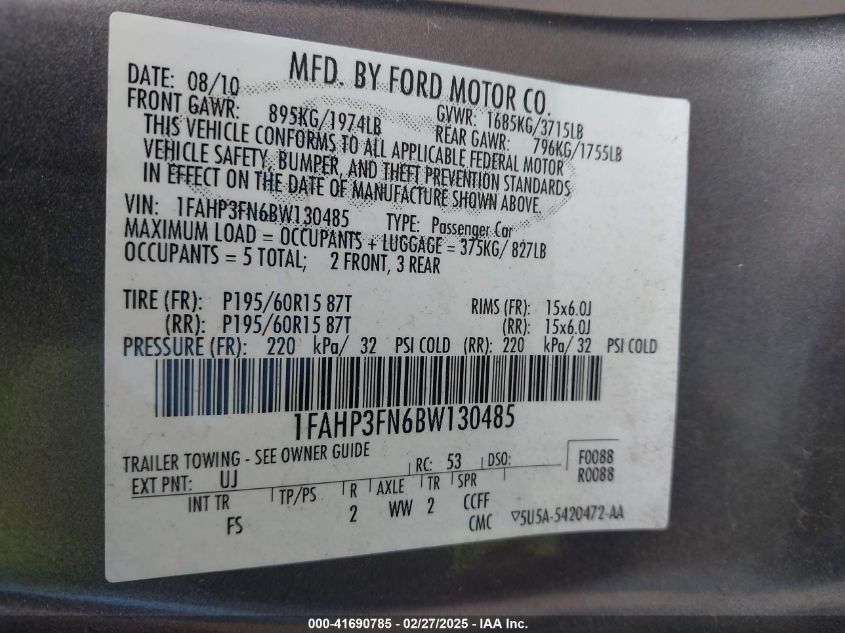 MFD. BY FORD MOTOR CO.
DATE: 08/10 GVWR: 1685KG/3715LB
FRONT GAWR: 895KG/1974LB REAR GAWR: 796KG/1755LB
THIS VEHICLE CONFORMS TO ALL APPLICABLE FEDERAL MOTOR
VEHICLE SAFETY, BUMPER, AND THEFT PREVENTION STANDARDS
IN EFFECT ON THE DATE OF MANUFACTURE SHOWN ABOVE.
VIN: 1FAHP3FN6BW130485 TYPE: Passenger Car
MAXIMUM LOAD = OCCUPANTS + LUGGAGE = 375KG/ 827LB
OCCUPANTS = 5 TOTAL; 2 FRONT, 3 REAR
TIRE (FR): P195/60R15 87T RIMS (FR): 15x6.0J
(RR): P195/60R15 87T (RR): 15x6.0J
PRESSURE (FR): 220 kPa/ 32 PSI COLD (RR): 220 kPa/ 32 PSI COLD
1FAHP3FN6BW130485
TRAILER TOWING - SEE OWNER GUIDE
EXT PNT: UJ RC: 53 DSO: F0088
R0088
INT TR TP/PS R AXLE TR SPR
FS 2 WW 2 CCFF
CMC ▽5U5A-5420472-AA
000-41690785 / 02/27/2025 - IAA Inc.